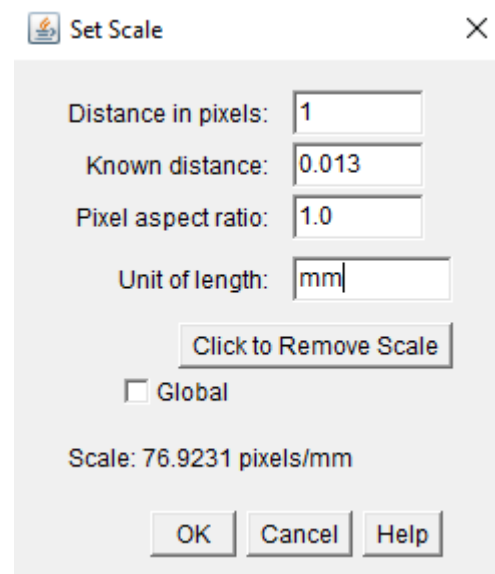 Set Scale
Distance in pixels: 1
Known distance: 0.013
Pixel aspect ratio: 1.0
Unit of length: mm
Click to Remove Scale
Global
Scale: 76.9231 pixels/mm
OK Cancel Help